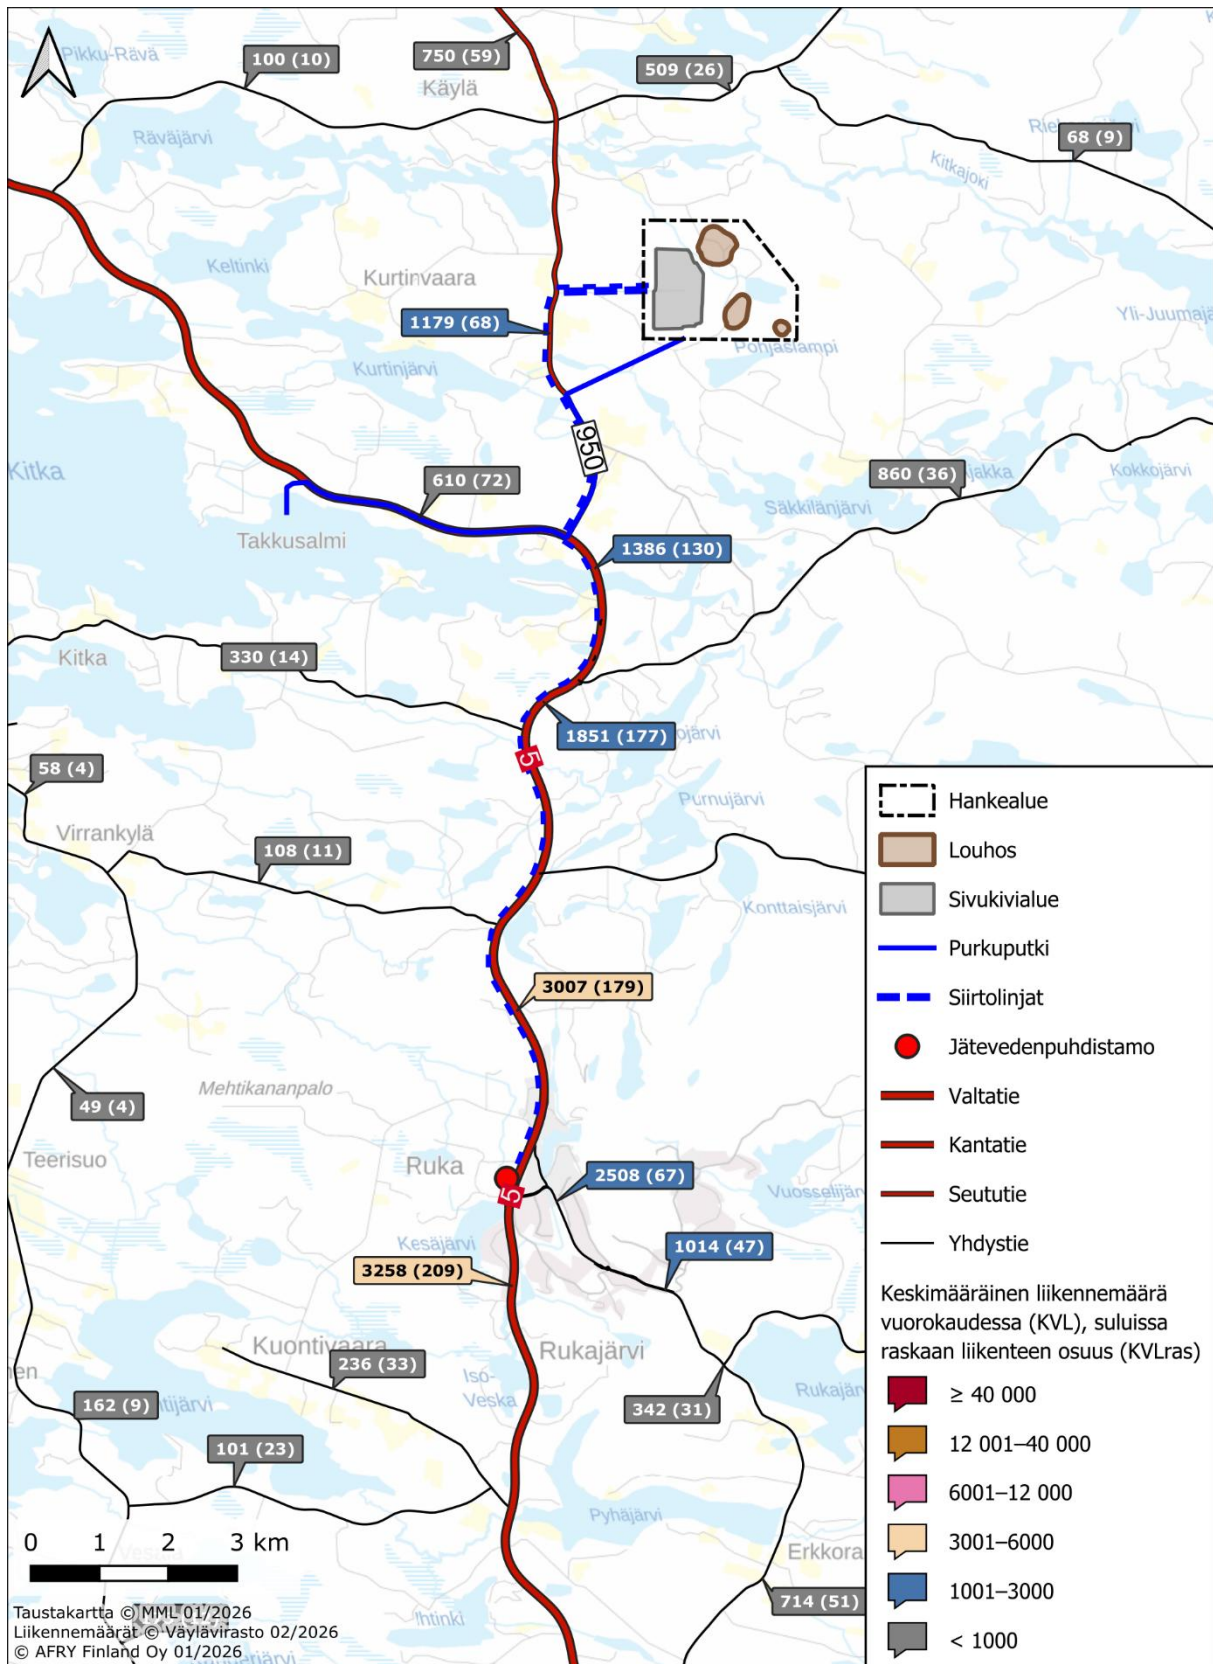 Pikku-Rävä
100 (10)
750 (59)
Käylä
509 (26)
Räväjärvi
68 (9)
Kitkajoki
Keltinki
Kurtinvaara
1179 (68)
Yli-Juumajä
Pohjaslampi
Kurtinjärvi
950
Kitka
610 (72)
860 (36)
Kokkojärvi
Säkkilänjärvi
Takkusalmi
1386 (130)
330 (14)
Kitka
1851 (177)
5
58 (4)
Purnujärvi
Virrankylä
108 (11)
Konttaisjärvi
3007 (179)
Mehtikananpalo
49 (4)
Teerisuo
Ruka
2508 (67)
Vuosselijärv
5
Kesäjärvi
1014 (47)
3258 (209)
Kuontivaara
Rukajärvi
236 (33)
Iso-
Veska
Rukajärv
162 (9)
342 (31)
101 (23)
Pyhäjärvi
Erkkora
714 (51)
0 1 2 3 km
Taustakartta © MML 01/2026
Liikennemäärät © Väylävirasto 02/2026
© AFRY Finland Oy 01/2026
Hankealue
Louhos
Sivukivialue
Purkuputki
Siirtolinjat
Jätevedenpuhdistamo
Valtatie
Kantatie
Seututie
Yhdystie
Keskimääräinen liikennemäärä
vuorokaudessa (KVL), suluissa
raskaan liikenteen osuus (KVLras)
≥ 40 000
12 001–40 000
6001–12 000
3001–6000
1001–3000
< 1000